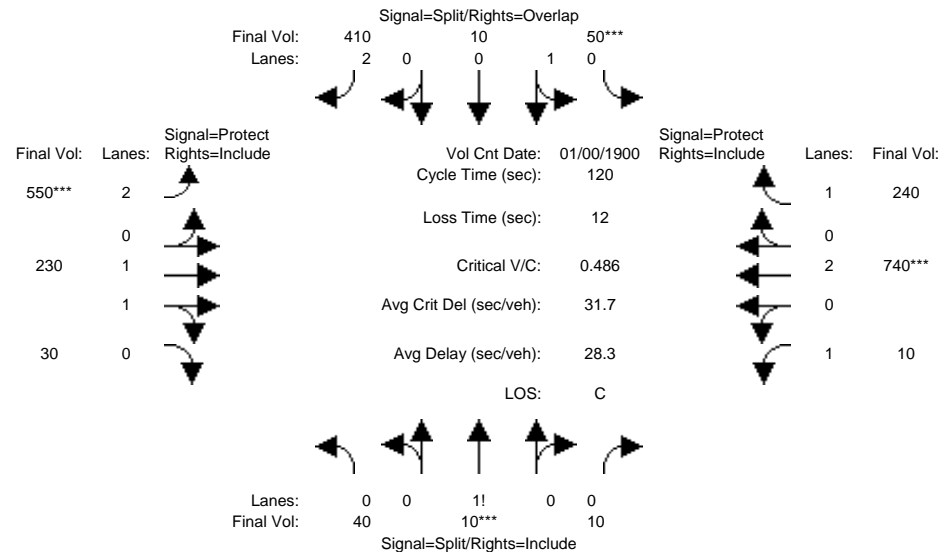 Signal=Split/Rights=Overlap
Final Vol: 410 10 50***
Lanes: 2 0 0 1 0
Signal=Protect
Final Vol: Lanes: Rights=Include
Vol Cnt Date: 01/00/1900
Signal=Protect
Rights=Include Lanes: Final Vol:
Cycle Time (sec): 120
550*** 2
1 240
Loss Time (sec): 12
0
0
230 1
Critical V/C: 0.486
2 740***
1
Avg Crit Del (sec/veh): 31.7
0
30 0
Avg Delay (sec/veh): 28.3
1 10
LOS: C
Lanes: 0 0 1! 0 0
Final Vol: 40 10*** 10
Signal=Split/Rights=Include